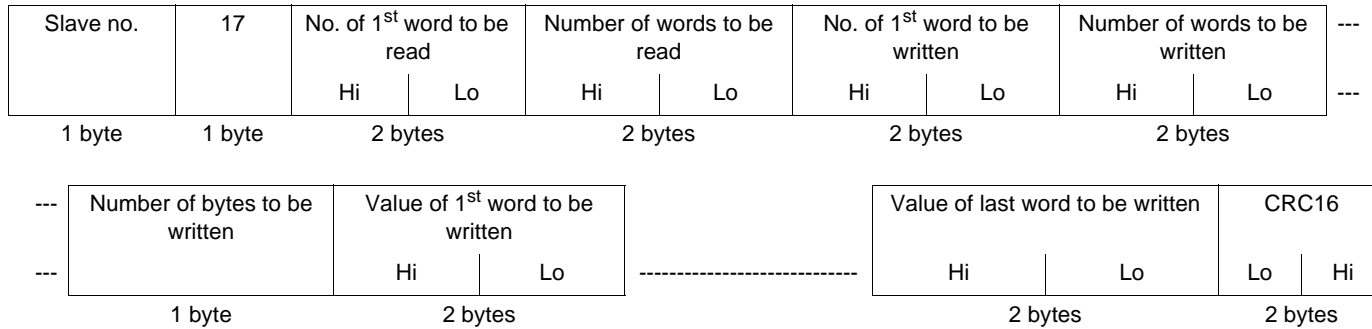 Slave no. 17 No. of 1st word to be read Number of words to be read No. of 1st word to be written Number of words to be written ---
Hi Lo Hi Lo Hi Lo Hi Lo ---
1 byte 1 byte 2 bytes 2 bytes 2 bytes 2 bytes
--- Number of bytes to be written Value of 1st word to be written Value of last word to be written CRC16
--- Hi Lo ----------------------------- Hi Lo Lo Hi
1 byte 2 bytes 2 bytes 2 bytes